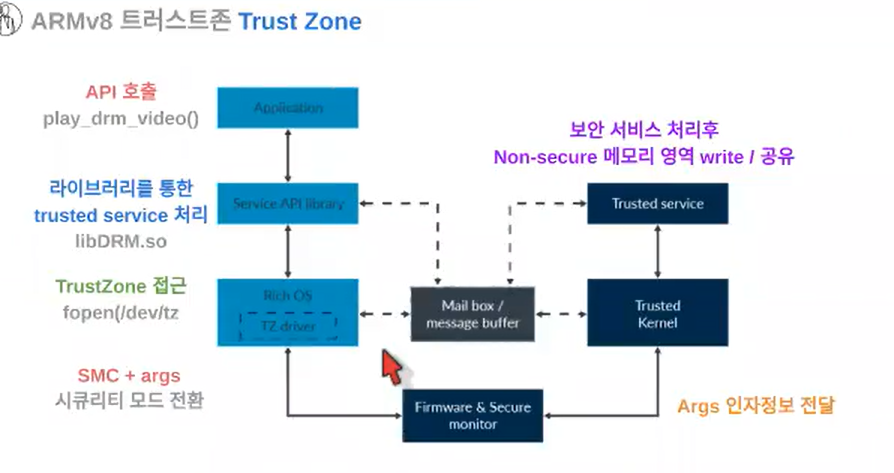 ARMv8 트러스트존 Trust Zone
API 호출
play_drm_video()
Application
보안 서비스 처리후
Non-secure 메모리 영역 write / 공유
라이브러리를 통한
trusted service 처리
libDRM.so
Service API library
Trusted service
TrustZone 접근
fopen(/dev/tz
Rich OS
TZ driver
Mail box /
message buffer
Trusted
Kernel
SMC + args
시큐리티 모드 전환
Firmware & Secure
monitor
Args 인자정보 전달